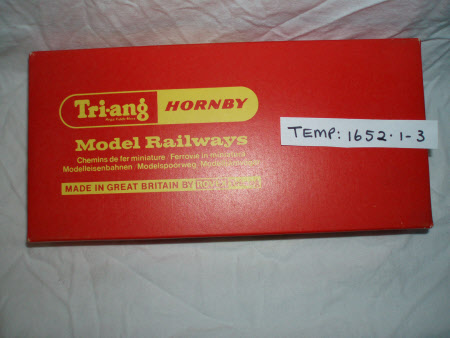 Tri-ang HORNBY
TEMP: 1652.1-3
Model Railways
Chemins de fer miniature / Ferrovie in miniatura
Modelleisenbahnen / Modelspoorweg /
MADE IN GREAT BRITAIN BY